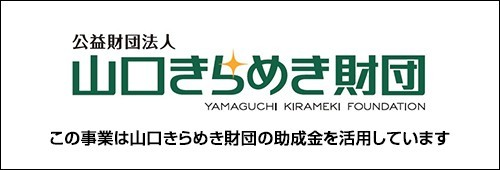 公益財団法人
山口きらめき財団
YAMAGUCHI KIRAMEKI FOUNDATION
この事業は山口きらめき財団の助成金を活用しています